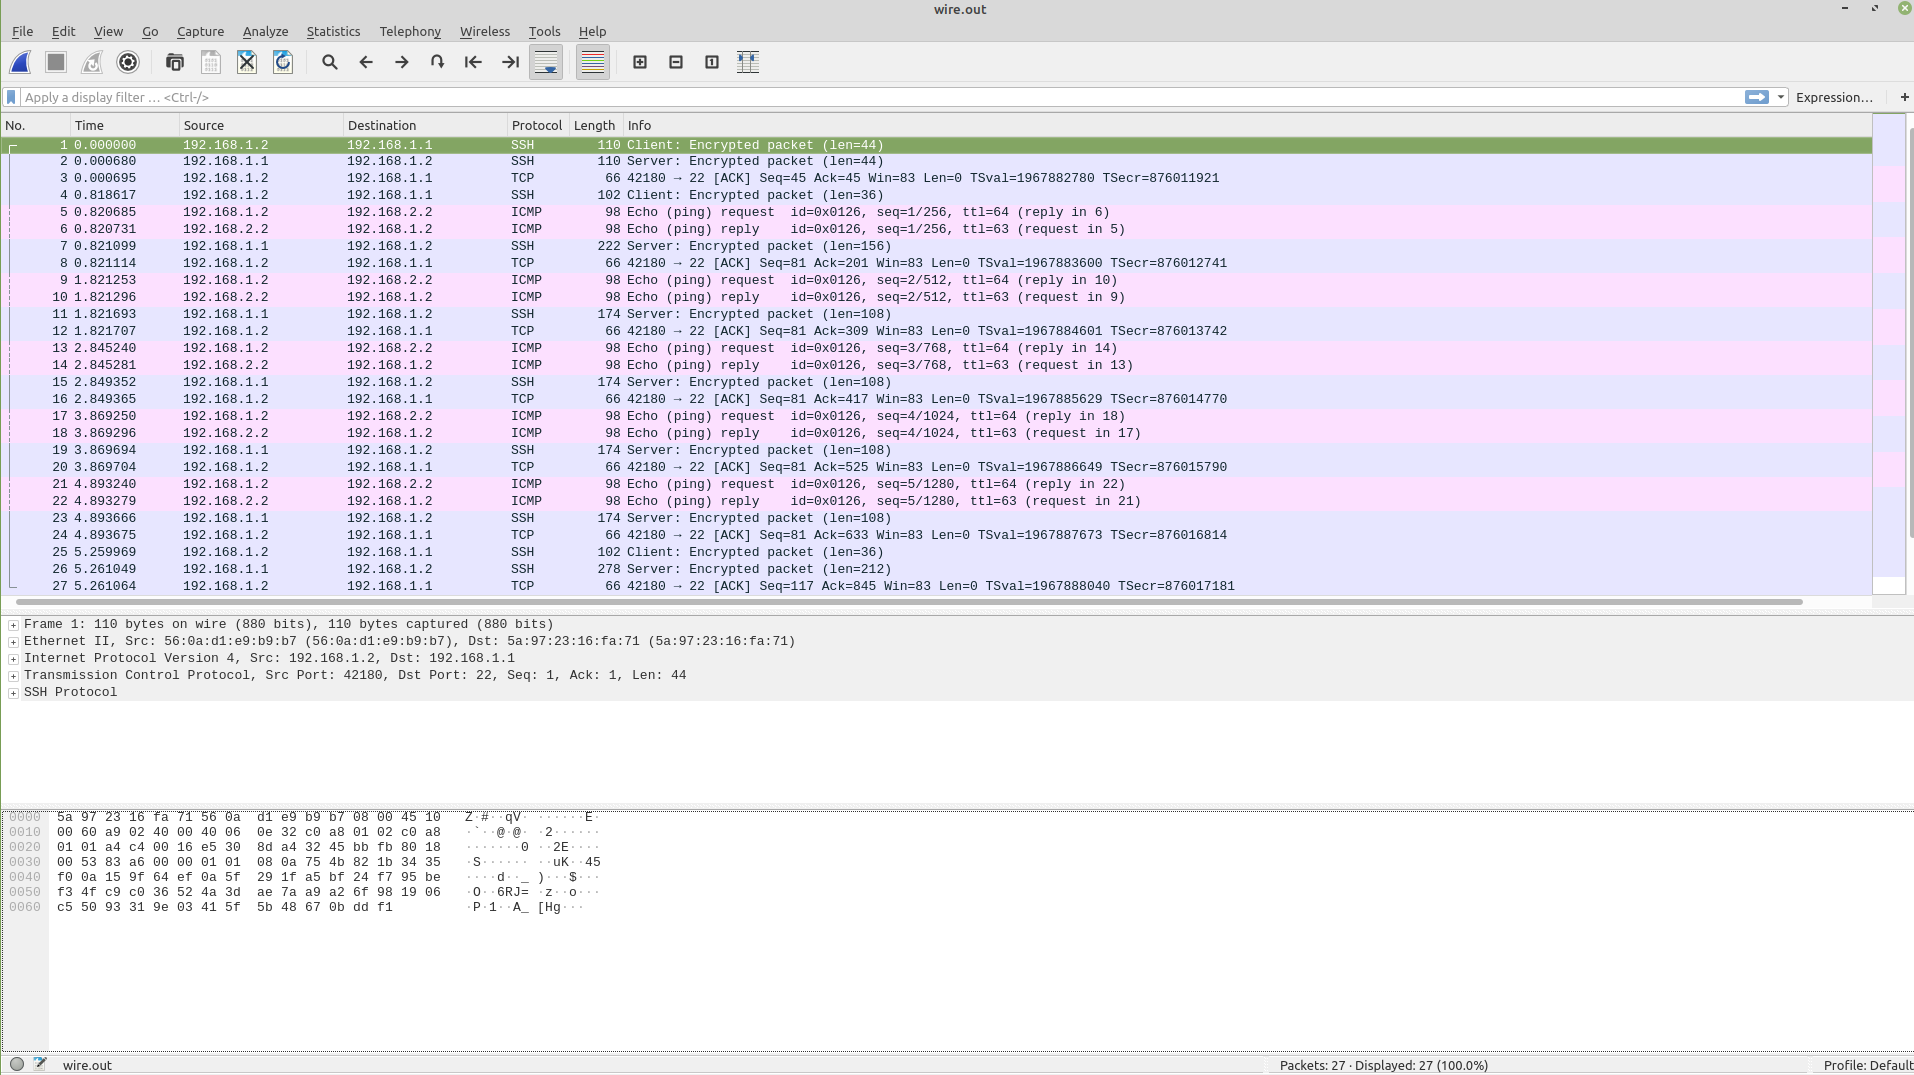 wire.out
File Edit View Go Capture Analyze Statistics Telephony Wireless Tools Help
Apply a display filter … <Ctrl-/> Expression… +
No. Time Source Destination Protocol Length Info
1 0.000000 192.168.1.2 192.168.1.1 SSH 110 Client: Encrypted packet (len=44)
2 0.000680 192.168.1.1 192.168.1.2 SSH 110 Server: Encrypted packet (len=44)
3 0.000695 192.168.1.2 192.168.1.1 TCP 66 42180 → 22 [ACK] Seq=45 Ack=45 Win=83 Len=0 TSval=1967882780 TSecr=876011921
4 0.818617 192.168.1.2 192.168.1.1 SSH 102 Client: Encrypted packet (len=36)
5 0.820685 192.168.1.2 192.168.2.2 ICMP 98 Echo (ping) request id=0x0126, seq=1/256, ttl=64 (reply in 6)
6 0.820731 192.168.2.2 192.168.1.2 ICMP 98 Echo (ping) reply id=0x0126, seq=1/256, ttl=63 (request in 5)
7 0.821099 192.168.1.1 192.168.1.2 SSH 222 Server: Encrypted packet (len=156)
8 0.821114 192.168.1.2 192.168.1.1 TCP 66 42180 → 22 [ACK] Seq=81 Ack=201 Win=83 Len=0 TSval=1967883600 TSecr=876012741
9 1.821253 192.168.1.2 192.168.2.2 ICMP 98 Echo (ping) request id=0x0126, seq=2/512, ttl=64 (reply in 10)
10 1.821296 192.168.2.2 192.168.1.2 ICMP 98 Echo (ping) reply id=0x0126, seq=2/512, ttl=63 (request in 9)
11 1.821693 192.168.1.1 192.168.1.2 SSH 174 Server: Encrypted packet (len=108)
12 1.821707 192.168.1.2 192.168.1.1 TCP 66 42180 → 22 [ACK] Seq=81 Ack=309 Win=83 Len=0 TSval=1967884601 TSecr=876013742
13 2.845240 192.168.1.2 192.168.2.2 ICMP 98 Echo (ping) request id=0x0126, seq=3/768, ttl=64 (reply in 14)
14 2.845281 192.168.2.2 192.168.1.2 ICMP 98 Echo (ping) reply id=0x0126, seq=3/768, ttl=63 (request in 13)
15 2.849352 192.168.1.1 192.168.1.2 SSH 174 Server: Encrypted packet (len=108)
16 2.849365 192.168.1.2 192.168.1.1 TCP 66 42180 → 22 [ACK] Seq=81 Ack=417 Win=83 Len=0 TSval=1967885629 TSecr=876014770
17 3.869250 192.168.1.2 192.168.2.2 ICMP 98 Echo (ping) request id=0x0126, seq=4/1024, ttl=64 (reply in 18)
18 3.869296 192.168.2.2 192.168.1.2 ICMP 98 Echo (ping) reply id=0x0126, seq=4/1024, ttl=63 (request in 17)
19 3.869694 192.168.1.1 192.168.1.2 SSH 174 Server: Encrypted packet (len=108)
20 3.869704 192.168.1.2 192.168.1.1 TCP 66 42180 → 22 [ACK] Seq=81 Ack=525 Win=83 Len=0 TSval=1967886649 TSecr=876015790
21 4.893240 192.168.1.2 192.168.2.2 ICMP 98 Echo (ping) request id=0x0126, seq=5/1280, ttl=64 (reply in 22)
22 4.893279 192.168.2.2 192.168.1.2 ICMP 98 Echo (ping) reply id=0x0126, seq=5/1280, ttl=63 (request in 21)
23 4.893666 192.168.1.1 192.168.1.2 SSH 174 Server: Encrypted packet (len=108)
24 4.893675 192.168.1.2 192.168.1.1 TCP 66 42180 → 22 [ACK] Seq=81 Ack=633 Win=83 Len=0 TSval=1967887673 TSecr=876016814
25 5.259969 192.168.1.2 192.168.1.1 SSH 102 Client: Encrypted packet (len=36)
26 5.261049 192.168.1.1 192.168.1.2 SSH 278 Server: Encrypted packet (len=212)
27 5.261064 192.168.1.2 192.168.1.1 TCP 66 42180 → 22 [ACK] Seq=117 Ack=845 Win=83 Len=0 TSval=1967888040 TSecr=876017181
Frame 1: 110 bytes on wire (880 bits), 110 bytes captured (880 bits)
Ethernet II, Src: 56:0a:d1:e9:b9:b7 (56:0a:d1:e9:b9:b7), Dst: 5a:97:23:16:fa:71 (5a:97:23:16:fa:71)
Internet Protocol Version 4, Src: 192.168.1.2, Dst: 192.168.1.1
Transmission Control Protocol, Src Port: 42180, Dst Port: 22, Seq: 1, Ack: 1, Len: 44
SSH Protocol
0000 5a 97 23 16 fa 71 56 0a d1 e9 b9 b7 08 00 45 10 Z·#··qV· ······E·
0010 00 60 a9 02 40 00 40 06 0e 32 c0 a8 01 02 c0 a8 ·`··@·@· ·2······
0020 01 01 a4 c4 00 16 e5 30 8d a4 32 45 bb fb 80 18 ·······0 ··2E····
0030 00 53 83 a6 00 00 01 01 08 0a 75 4b 82 1b 34 35 ·S······ ··uK··45
0040 f0 0a 15 9f 64 ef 0a 5f 29 1f a5 bf 24 f7 95 be ····d··_ )···$···
0050 f3 4f c9 c0 36 52 4a 3d ae 7a a9 a2 6f 98 19 06 ·O··6RJ= ·z··o···
0060 c5 50 93 31 9e 03 41 5f 5b 48 67 0b dd f1 ·P·1··A_ [Hg···
wire.out Packets: 27 · Displayed: 27 (100.0%) Profile: Default